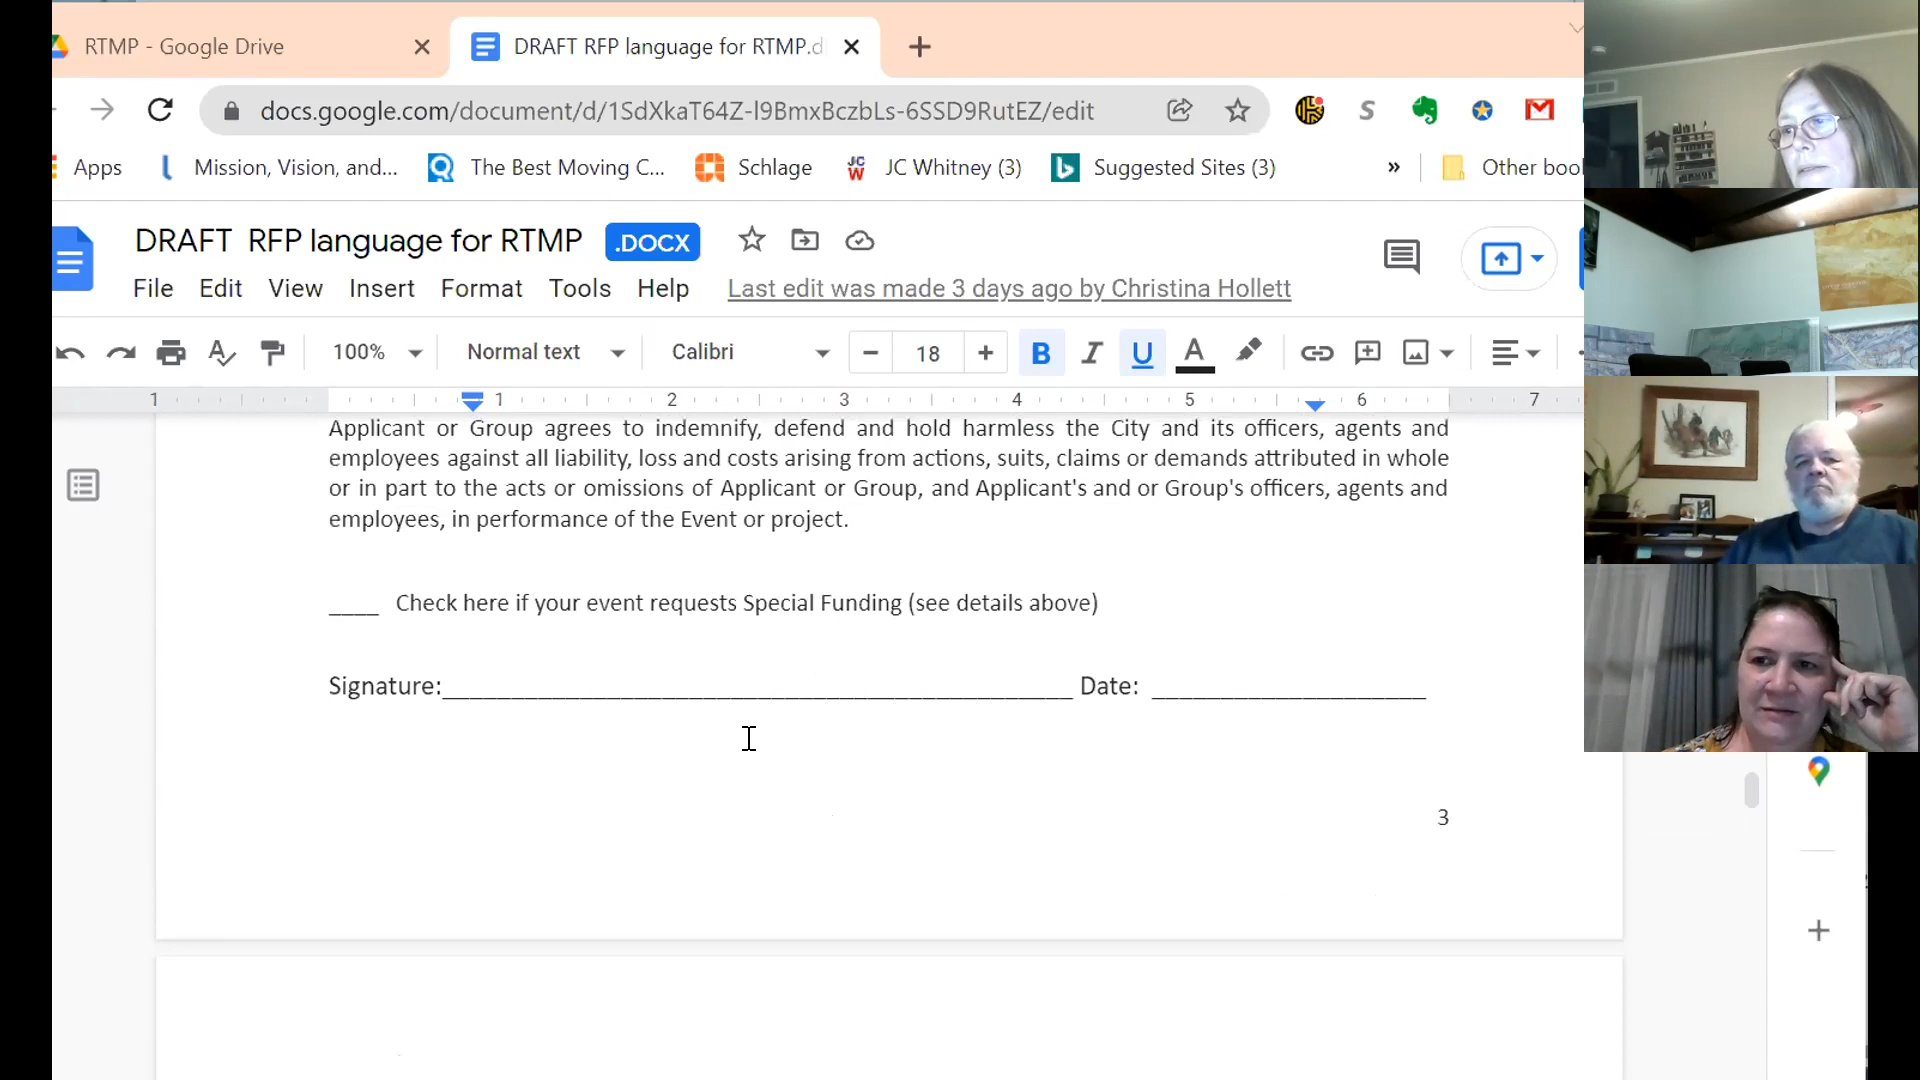 RTMP - Google Drive
DRAFT RFP language for RTMP.d
docs.google.com/document/d/1SdXkaT64Z-l9BmxBczbLs-6SSD9RutEZ/edit
Apps Mission, Vision, and... The Best Moving C... Schlage JC Whitney (3) Suggested Sites (3) » Other boo
DRAFT RFP language for RTMP .DOCX
File Edit View Insert Format Tools Help Last edit was made 3 days ago by Christina Hollett
100% Normal text Calibri 18 B I U A
1 1 2 3 4 5 6 7
Applicant or Group agrees to indemnify, defend and hold harmless the City and its officers, agents and
employees against all liability, loss and costs arising from actions, suits, claims or demands attributed in whole
or in part to the acts or omissions of Applicant or Group, and Applicant's and or Group's officers, agents and
employees, in performance of the Event or project.
____ Check here if your event requests Special Funding (see details above)
Signature:______________________________________________ Date: ____________________
3